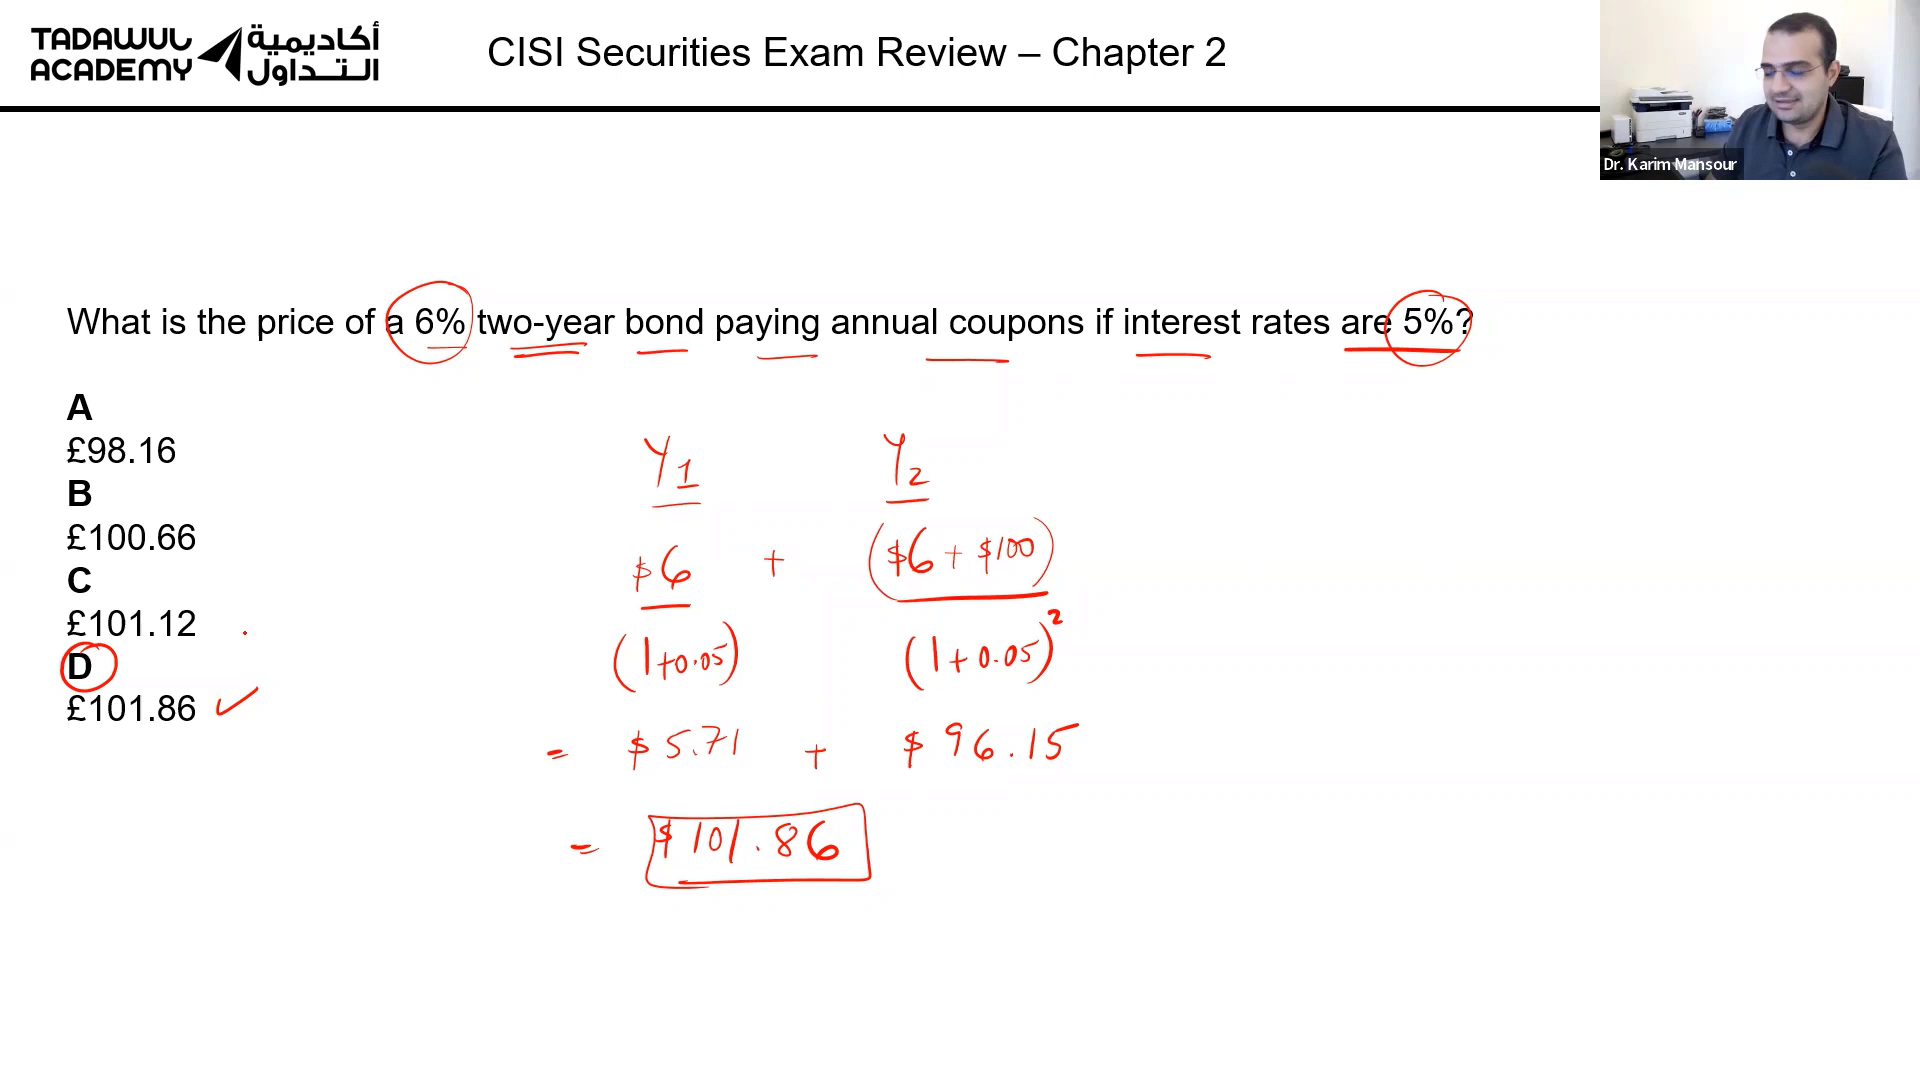 TADAWUL أكاديمية
ACADEMY التداول
CISI Securities Exam Review – Chapter 2
Dr. Karim Mansour
What is the price of a 6% two-year bond paying annual coupons if interest rates are 5%?
A
£98.16
B
£100.66
C
£101.12
D
£101.86
Y1 Y2
$6 + ($6 + $100)
(1+0.05) (1+0.05)²
= $5.71 + $96.15
= $101.86